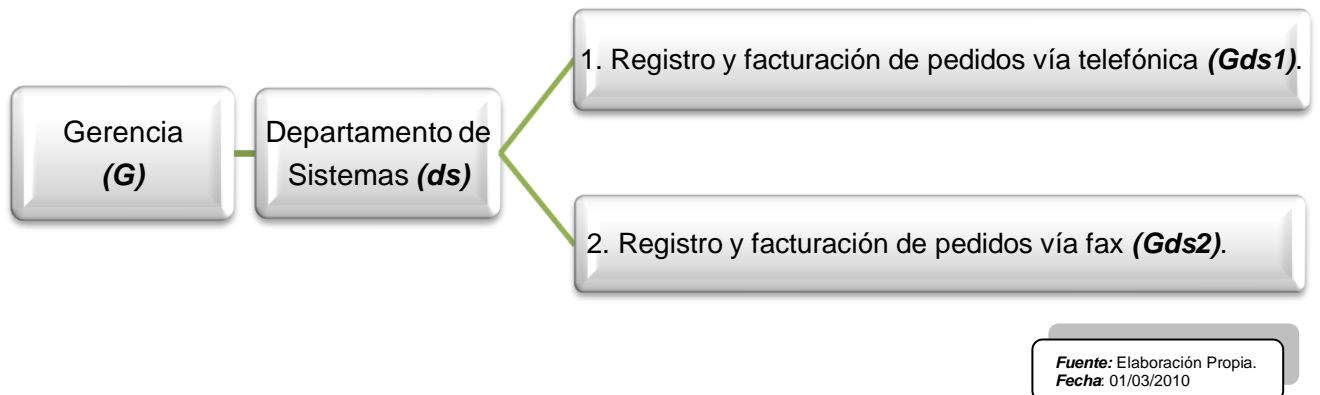 Gerencia
(G)
Departamento de
Sistemas (ds)
1. Registro y facturación de pedidos vía telefónica (Gds1).
2. Registro y facturación de pedidos vía fax (Gds2).
Fuente: Elaboración Propia.
Fecha: 01/03/2010